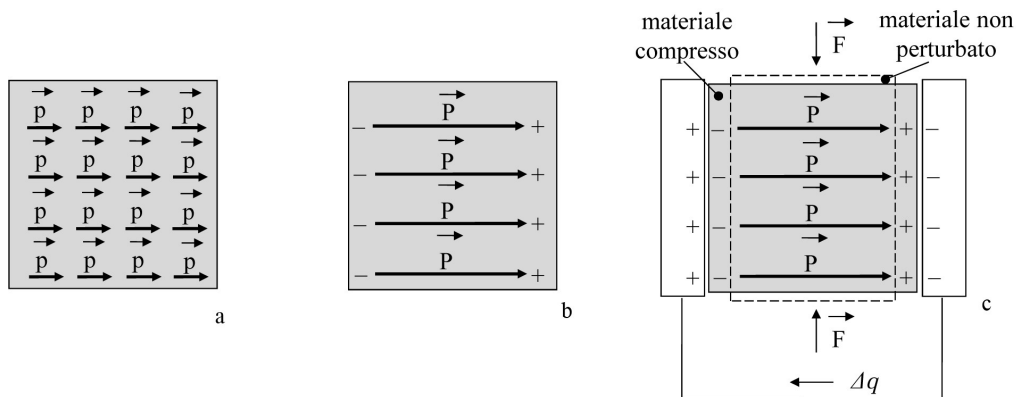 materiale
compresso
F
materiale non
perturbato
p p p p
p p p p
p p p p
p p p p
a
− P +
− P +
− P +
− P +
b
+ − P + −
+ − P + −
+ − P + −
+ − P + −
c
F
Δq